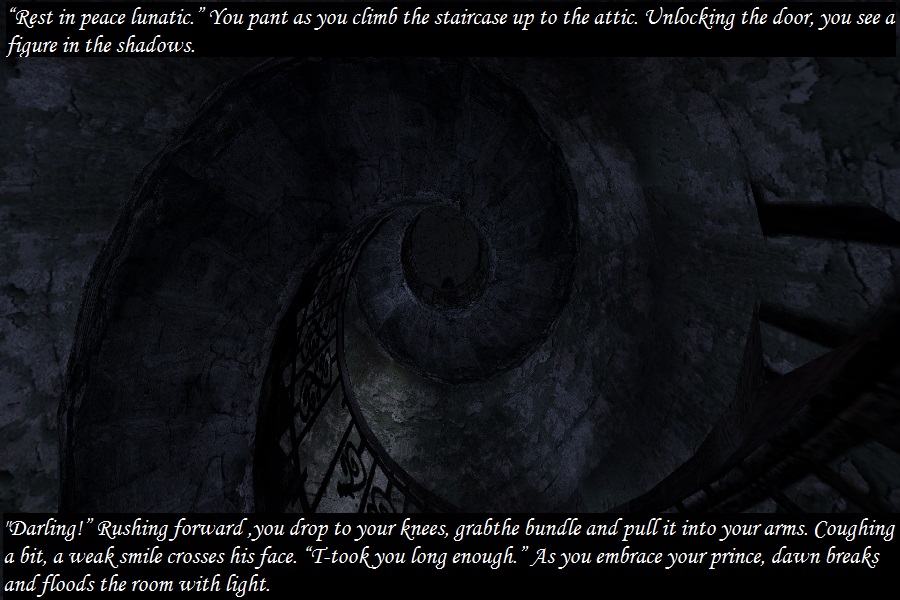 “Rest in peace lunatic.” You pant as you climb the staircase up to the attic. Unlocking the door, you see a
figure in the shadows.
"Darling!” Rushing forward ,you drop to your knees, grabthe bundle and pull it into your arms. Coughing
a bit, a weak smile crosses his face. “T-took you long enough.” As you embrace your prince, dawn breaks
and floods the room with light.